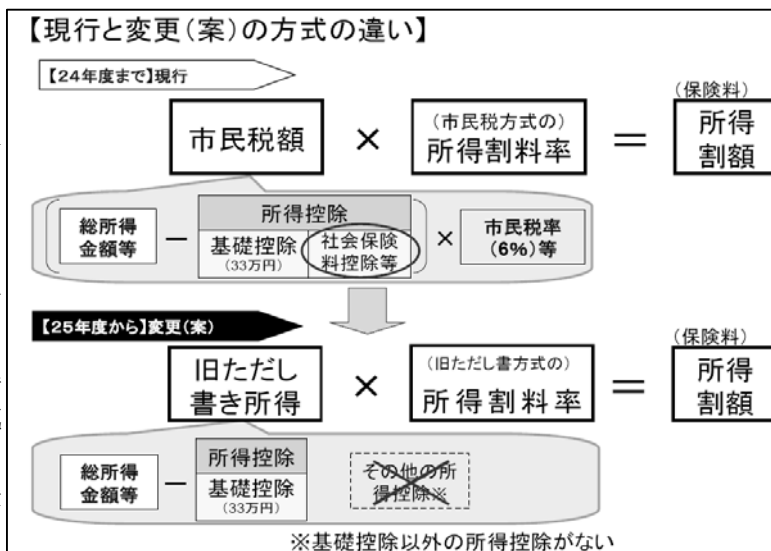 【現行と変更(案)の方式の違い】
【24年度まで】現行
市民税額
×
(市民税方式の)
所得割料率
＝
(保険料)
所得
割額
総所得
金額等
－
所得控除
基礎控除
(33万円)
社会保険
料控除等
×
市民税率
(6%)等
【25年度から】変更(案)
旧ただし
書き所得
×
(旧ただし書方式の)
所得割料率
＝
(保険料)
所得
割額
総所得
金額等
－
所得控除
基礎控除
(33万円)
その他の所
得控除※
※基礎控除以外の所得控除がない